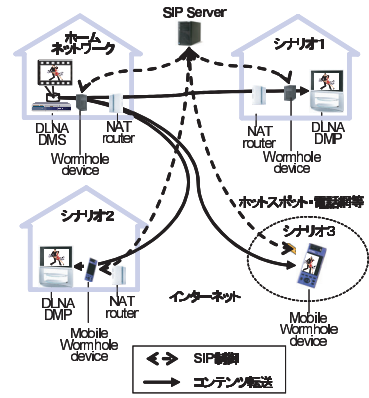 SIP Server
ホーム
ネットワーク
シナリオ1
DLNA
DMS
NAT
router
Wormhole
device
NAT
router
DLNA
DMP
Wormhole
device
ホットスポット・電話網等
シナリオ2
シナリオ3
DLNA
DMP
NAT
router
Mobile
Wormhole
device
インターネット
Mobile
Wormhole
device
SIP制御
コンテンツ転送